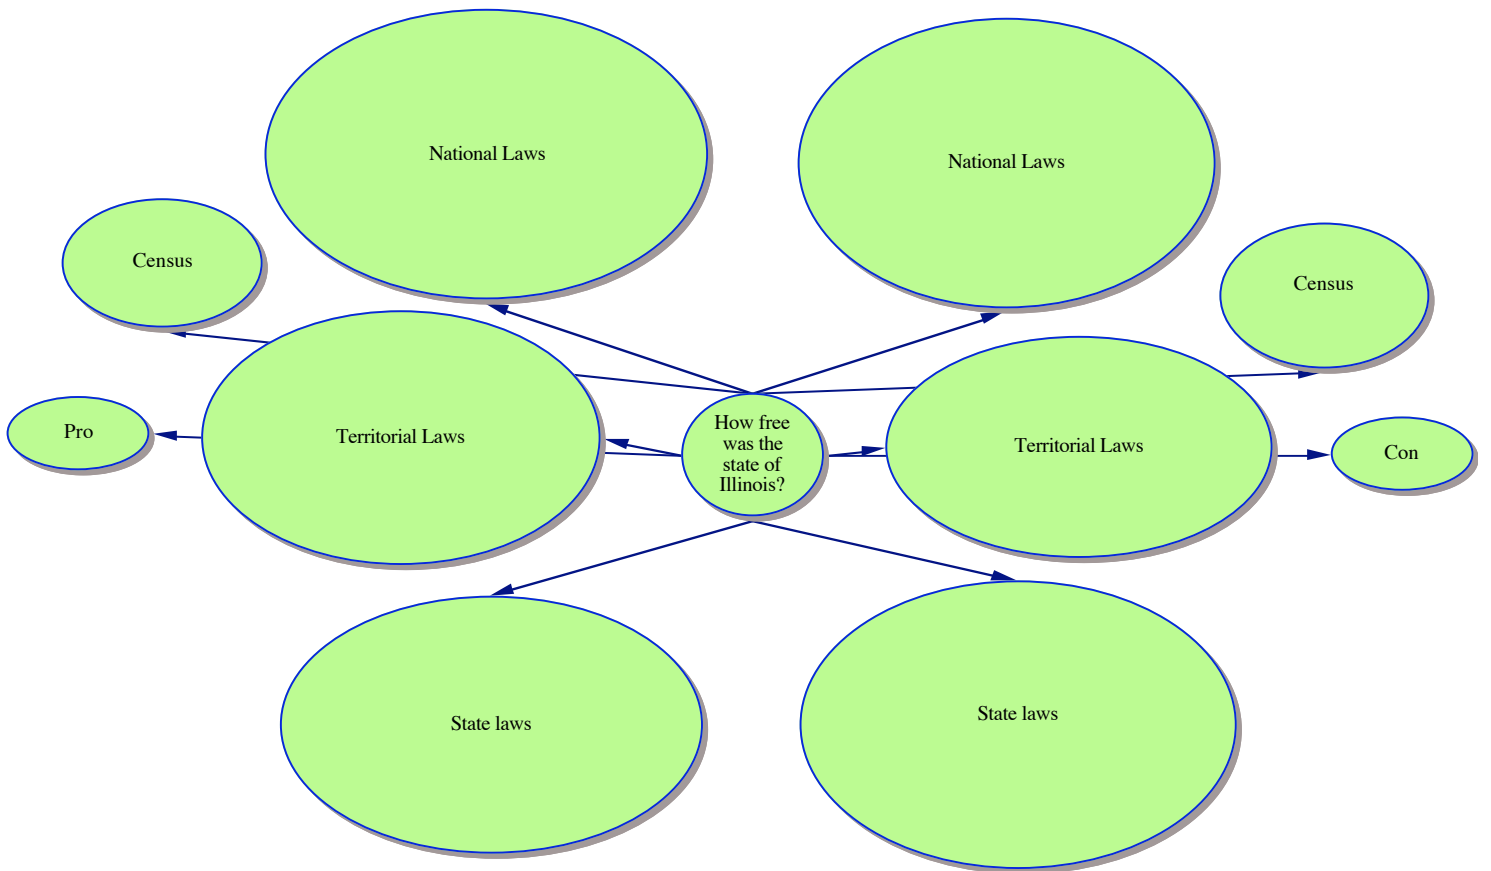 National Laws
National Laws
Census
Census
Pro
Territorial Laws
How free
was the
state of
Illinois?
Territorial Laws
Con
State laws
State laws